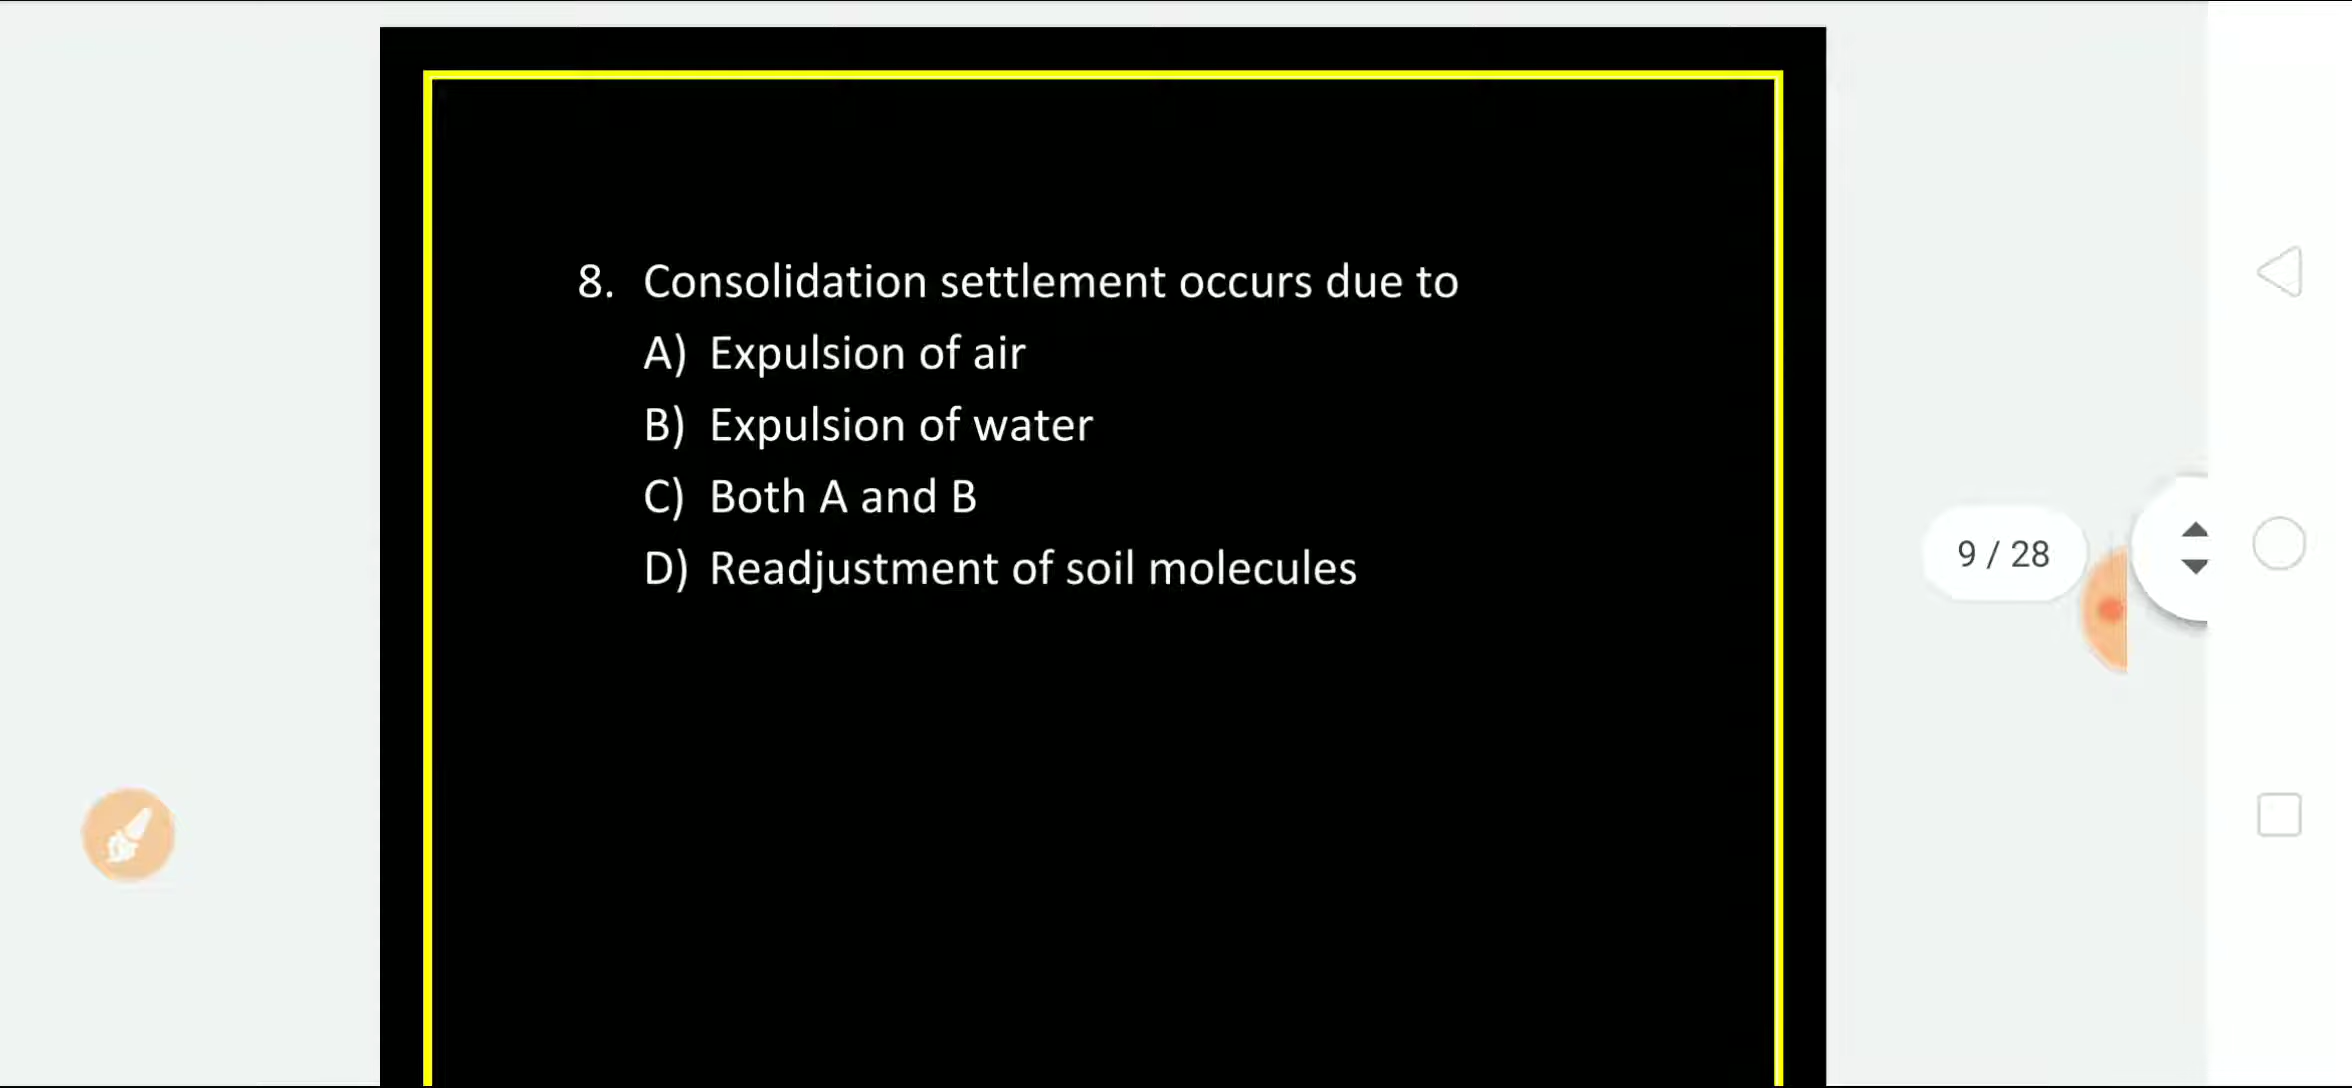 8. Consolidation settlement occurs due to
A) Expulsion of air
B) Expulsion of water
C) Both A and B
D) Readjustment of soil molecules
9 / 28